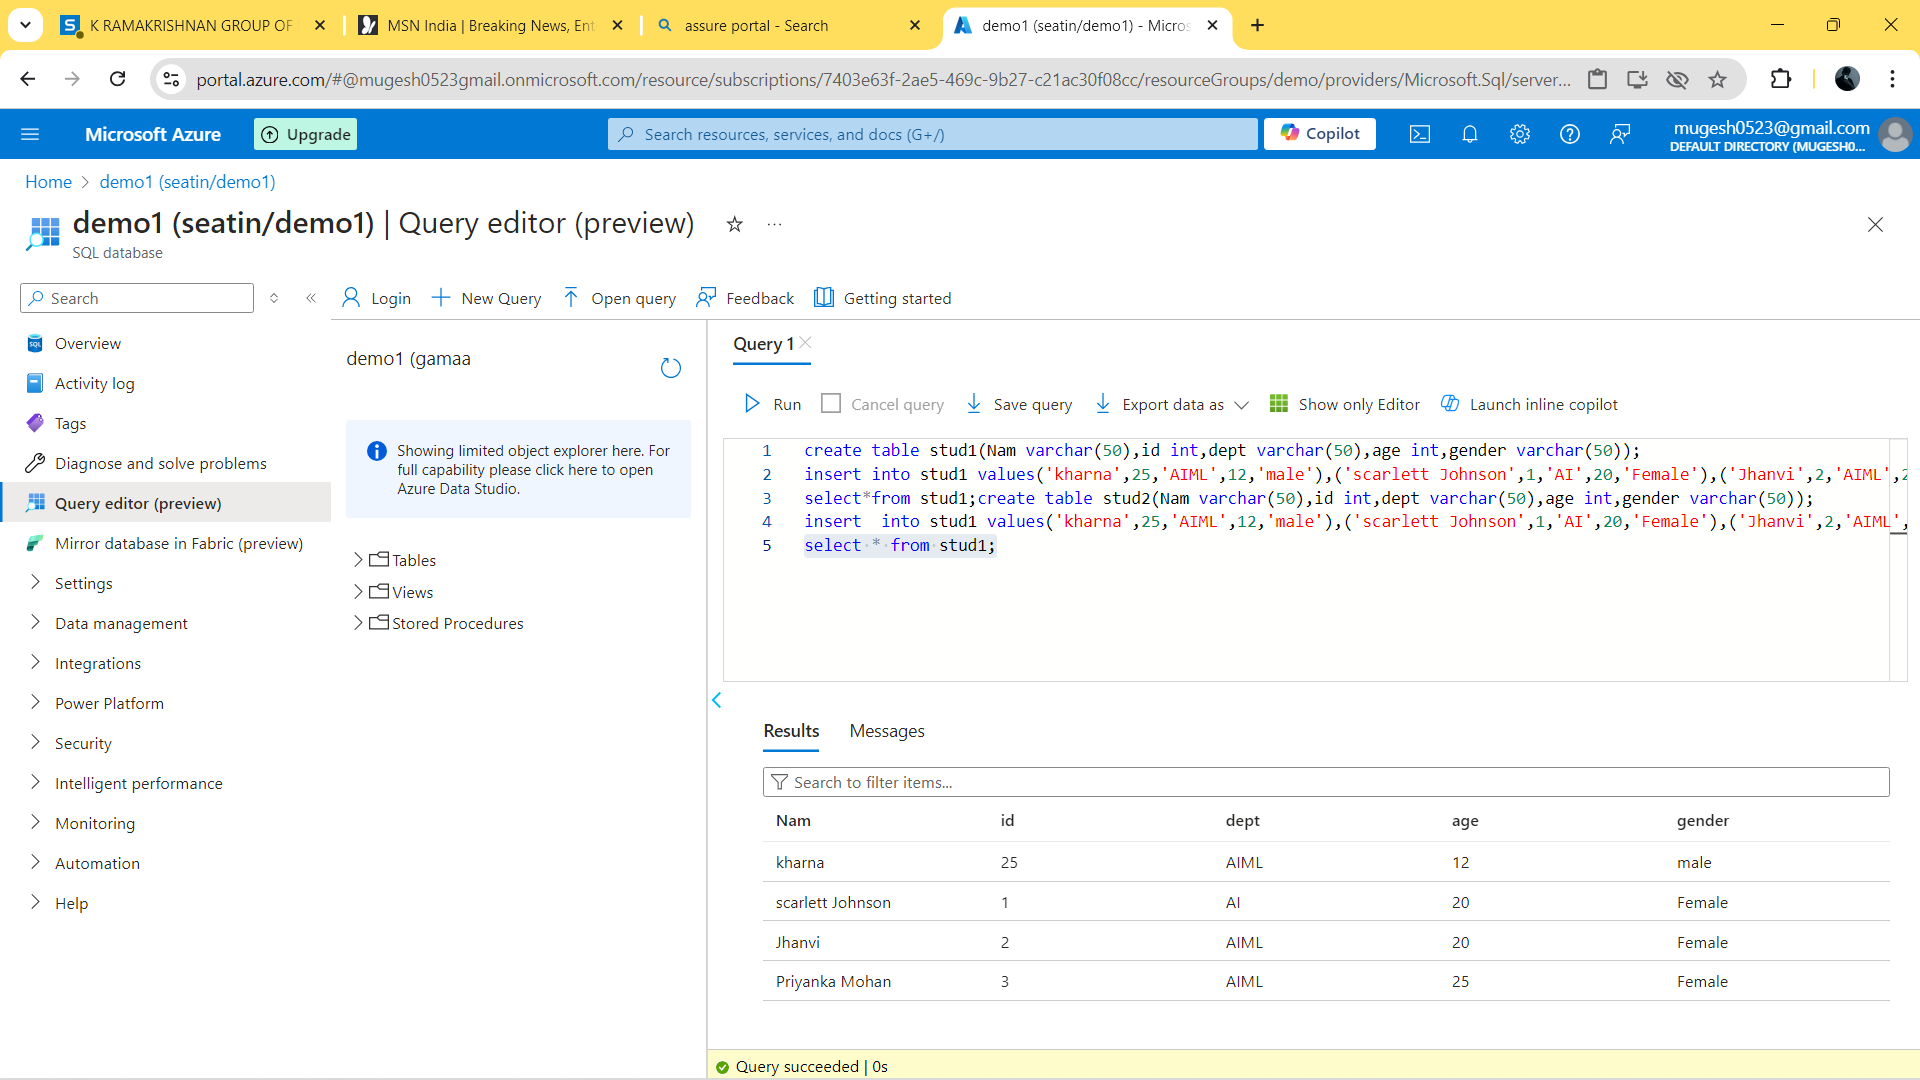 K RAMAKRISHNAN GROUP OF
MSN India | Breaking News, Ent
assure portal - Search
demo1 (seatin/demo1) - Micros
portal.azure.com/#@mugesh0523gmail.onmicrosoft.com/resource/subscriptions/7403e63f-2ae5-469c-9b27-c21ac30f08cc/resourceGroups/demo/providers/Microsoft.Sql/server...
Microsoft Azure
Upgrade
Search resources, services, and docs (G+/)
Copilot
mugesh0523@gmail.com
DEFAULT DIRECTORY (MUGESH0...
Home > demo1 (seatin/demo1)
demo1 (seatin/demo1) | Query editor (preview)
SQL database
Search
Login
New Query
Open query
Feedback
Getting started
Overview
Activity log
Tags
Diagnose and solve problems
Query editor (preview)
Mirror database in Fabric (preview)
Settings
Data management
Integrations
Power Platform
Security
Intelligent performance
Monitoring
Automation
Help
demo1 (gamaa
Showing limited object explorer here. For
full capability please click here to open
Azure Data Studio.
Tables
Views
Stored Procedures
Query 1
Run
Cancel query
Save query
Export data as
Show only Editor
Launch inline copilot
1 create table stud1(Nam varchar(50),id int,dept varchar(50),age int,gender varchar(50));
2 insert into stud1 values('kharna',25,'AIML',12,'male'),('scarlett Johnson',1,'AI',20,'Female'),('Jhanvi',2,'AIML',2
3 select*from stud1;create table stud2(Nam varchar(50),id int,dept varchar(50),age int,gender varchar(50));
4 insert  into stud1 values('kharna',25,'AIML',12,'male'),('scarlett Johnson',1,'AI',20,'Female'),('Jhanvi',2,'AIML',
5 select * from stud1;
Results
Messages
Search to filter items...
Nam id dept age gender
kharna 25 AIML 12 male
scarlett Johnson 1 AI 20 Female
Jhanvi 2 AIML 20 Female
Priyanka Mohan 3 AIML 25 Female
Query succeeded | 0s